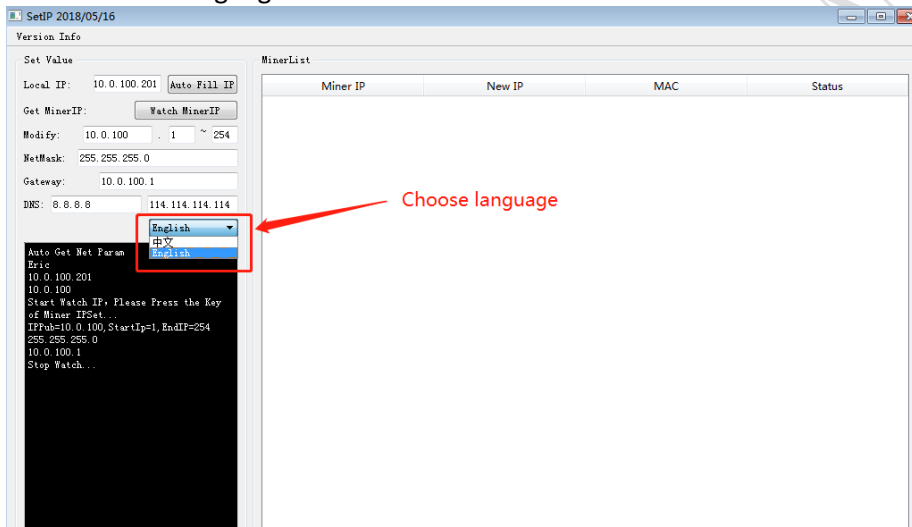 SetIP 2018/05/16
Version Info
Set Value
MinerList
Local IP: 10.0.100.201 Auto Fill IP
Miner IP New IP MAC Status
Get MinerIP: Watch MinerIP
Modify: 10.0.100 . 1 ~ 254
NetMask: 255.255.255.0
Gateway: 10.0.100.1
DNS: 8.8.8.8 114.114.114.114
Choose language
English
中文
English
Auto Get Net Param
Eric
10.0.100.201
10.0.100
Start Watch IP, Please Press the Key
of Miner IPSet...
IPPub=10.0.100,StartIp=1,EndIP=254
255.255.255.0
10.0.100.1
Stop Watch...